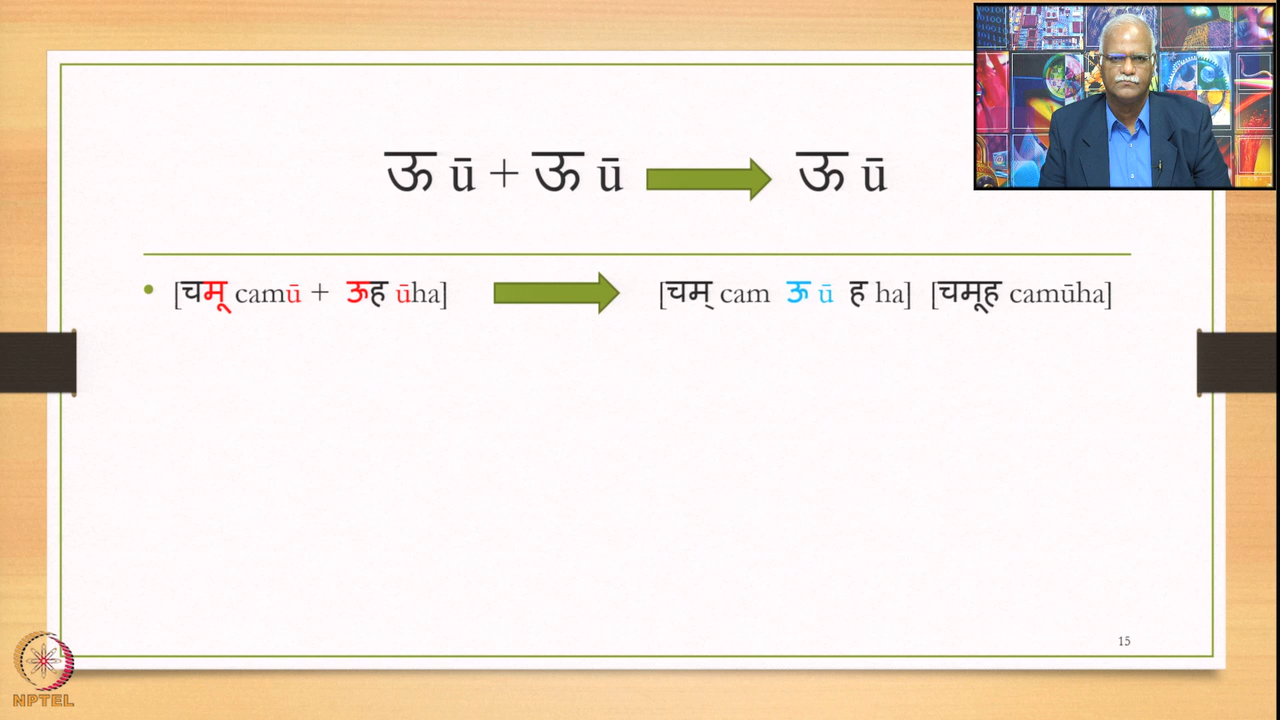 ऊ ū + ऊ ū ऊ ū
• [चमू camū + ऊह ūha] [चम् cam ऊ ū ह ha] [चमूह camūha]
15
NPTEL